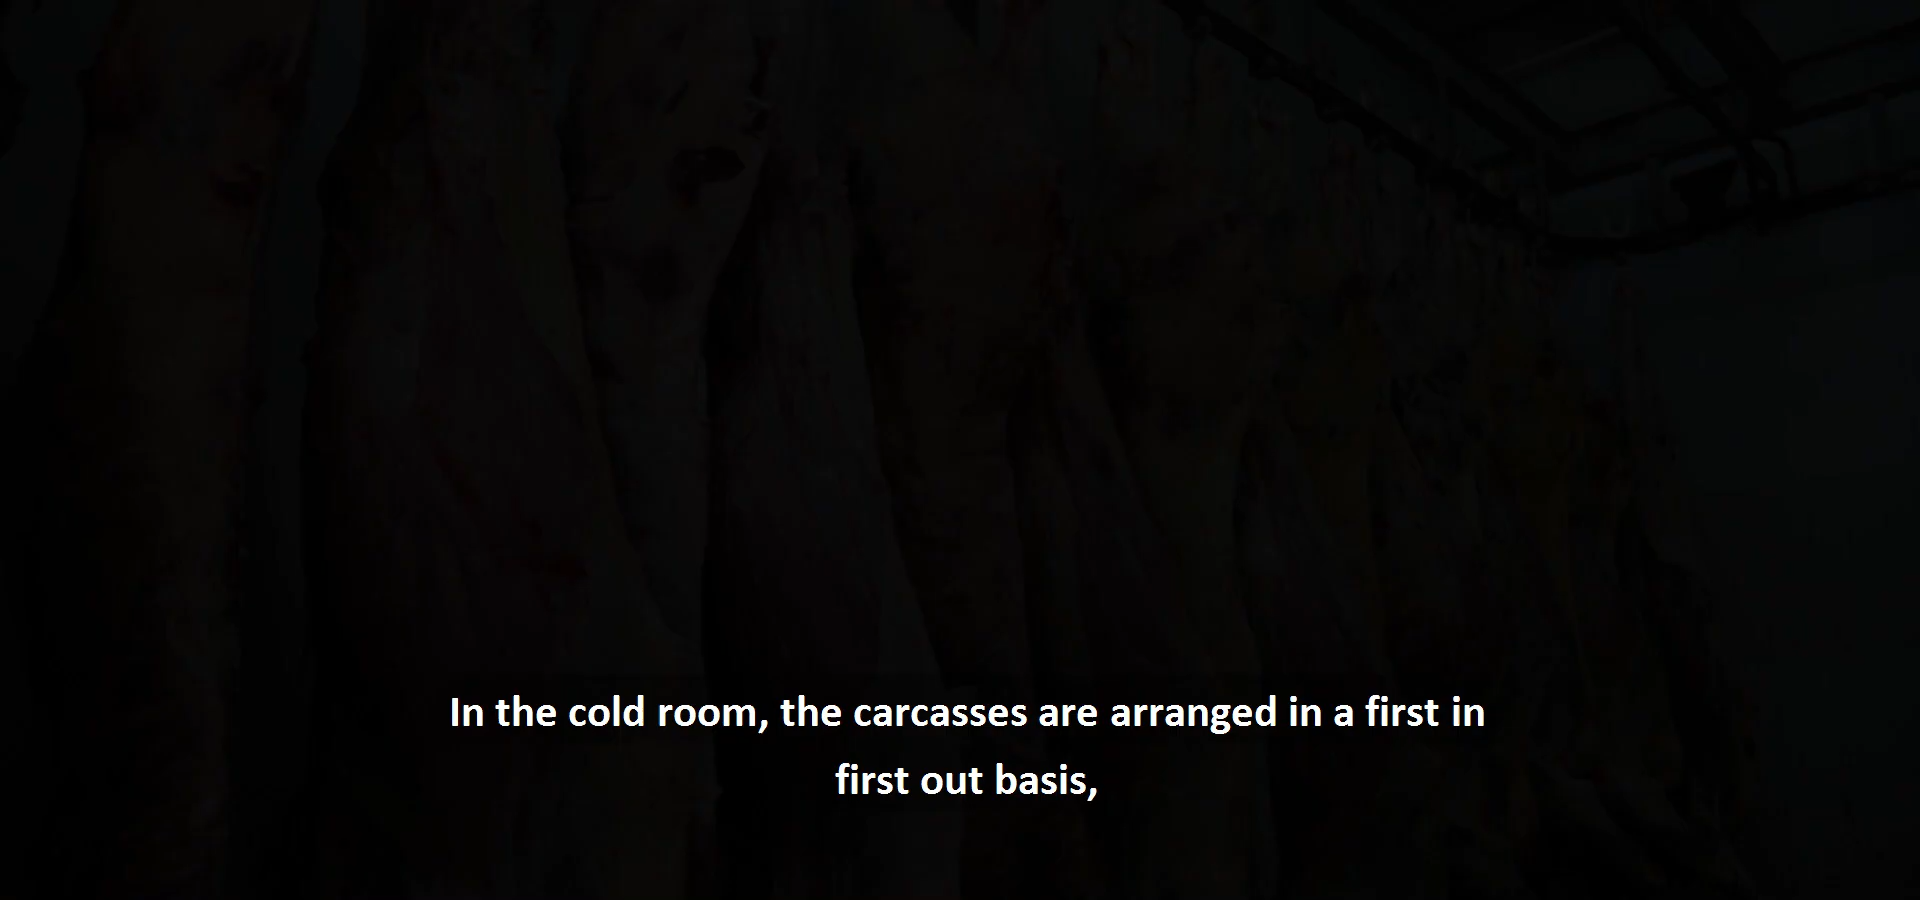 In the cold room, the carcasses are arranged in a first in
first out basis,